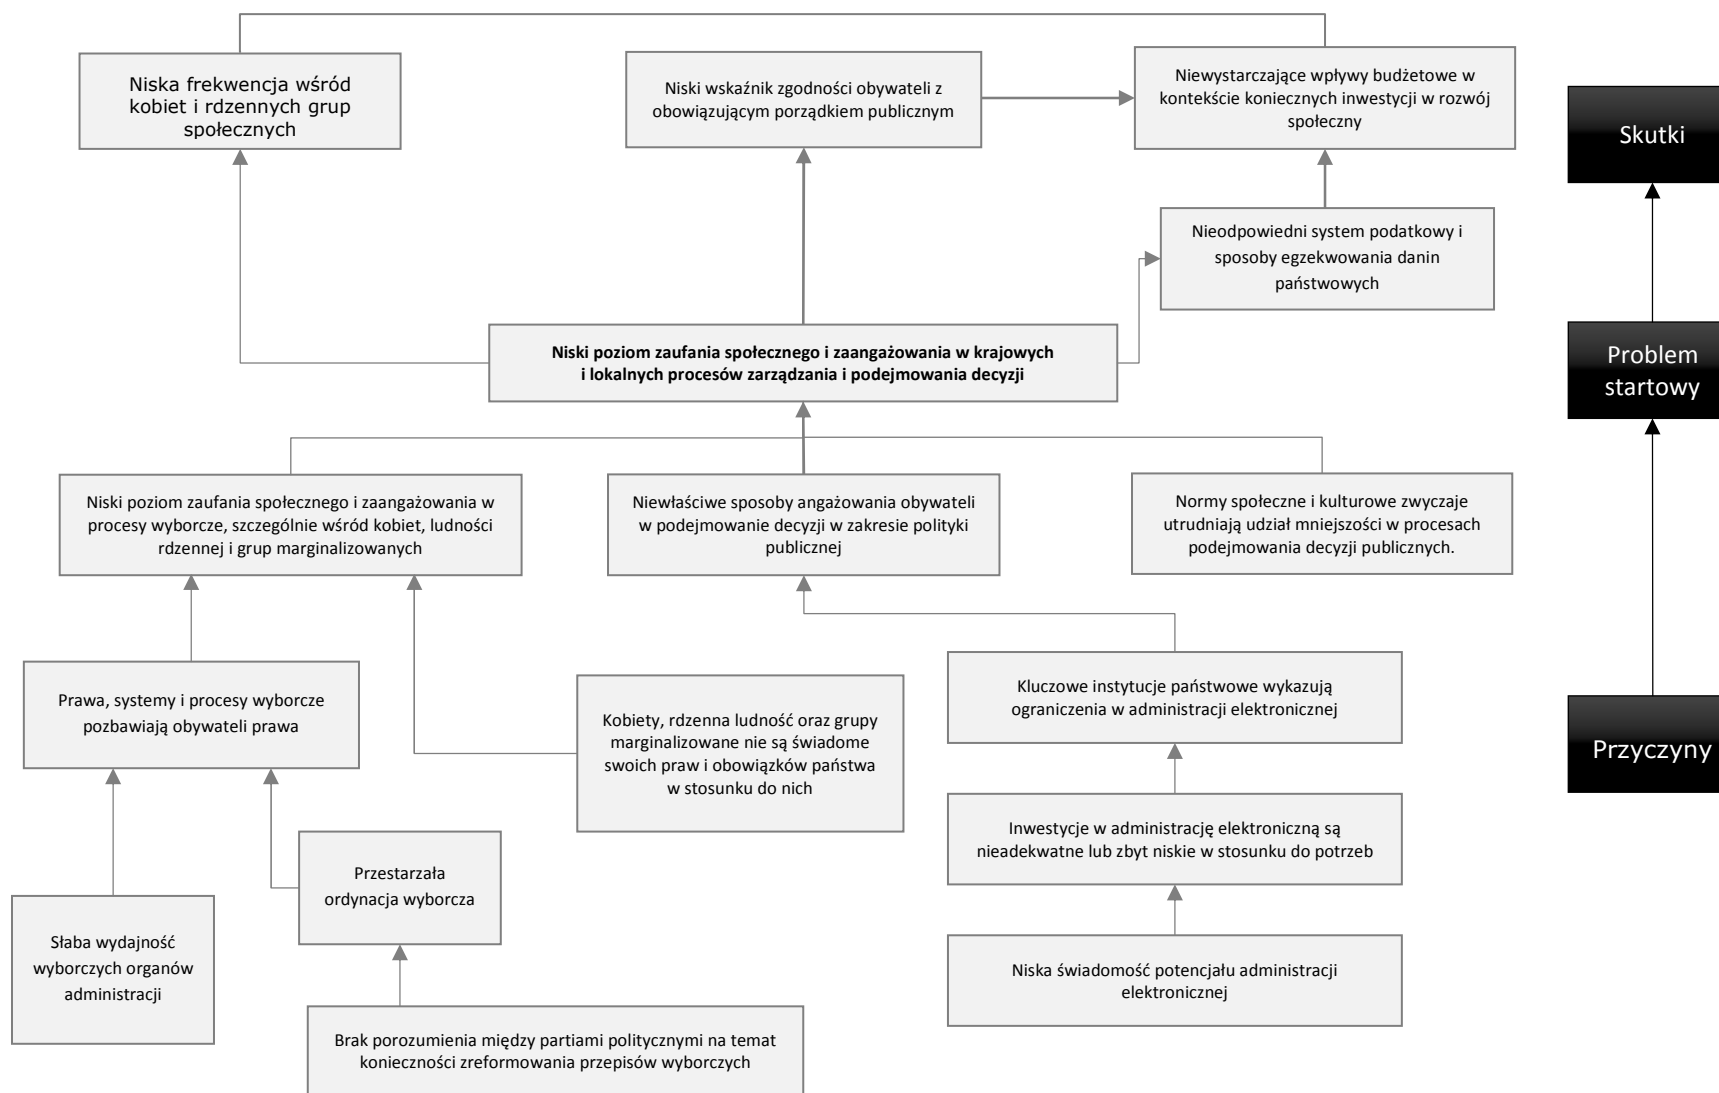 Niska frekwencja wśród
kobiet i rdzennych grup
społecznych
Niski wskaźnik zgodności obywateli z
obowiązującym porządkiem publicznym
Niewystarczające wpływy budżetowe w
kontekście koniecznych inwestycji w rozwój
społeczny
Skutki
Nieodpowiedni system podatkowy i
sposoby egzekwowania danin
państwowych
Niski poziom zaufania społecznego i zaangażowania w krajowych
i lokalnych procesów zarządzania i podejmowania decyzji
Problem
startowy
Niski poziom zaufania społecznego i zaangażowania w
procesy wyborcze, szczególnie wśród kobiet, ludności
rdzennej i grup marginalizowanych
Niewłaściwe sposoby angażowania obywateli
w podejmowanie decyzji w zakresie polityki
publicznej
Normy społeczne i kulturowe zwyczaje
utrudniają udział mniejszości w procesach
podejmowania decyzji publicznych.
Prawa, systemy i procesy wyborcze
pozbawiają obywateli prawa
Kobiety, rdzenna ludność oraz grupy
marginalizowane nie są świadome
swoich praw i obowiązków państwa
w stosunku do nich
Kluczowe instytucje państwowe wykazują
ograniczenia w administracji elektronicznej
Przyczyny
Inwestycje w administrację elektroniczną są
nieadekwatne lub zbyt niskie w stosunku do potrzeb
Przestarzała
ordynacja wyborcza
Słaba wydajność
wyborczych organów
administracji
Niska świadomość potencjału administracji
elektronicznej
Brak porozumienia między partiami politycznymi na temat
konieczności zreformowania przepisów wyborczych